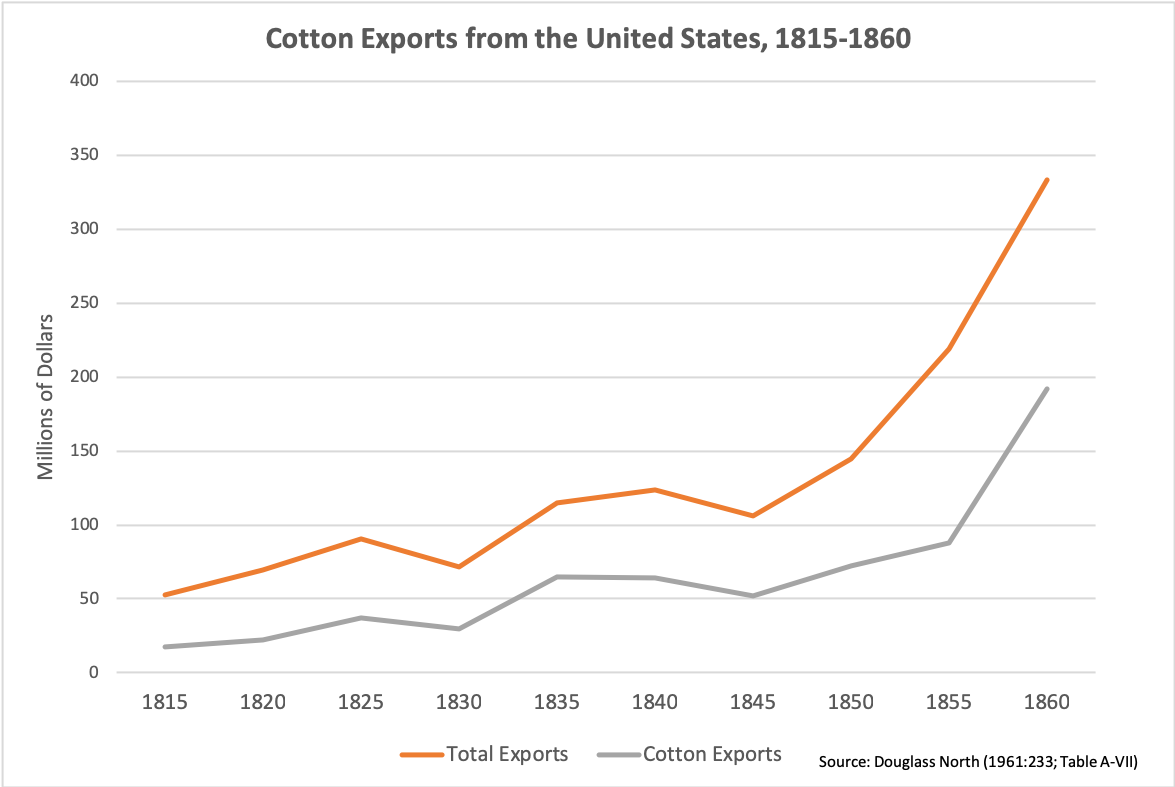 Cotton Exports from the United States, 1815-1860
400
350
300
250
200
150
100
50
0
Millions of Dollars
1815 1820 1825 1830 1835 1840 1845 1850 1855 1860
Total Exports Cotton Exports
Source: Douglass North (1961:233; Table A-VII)